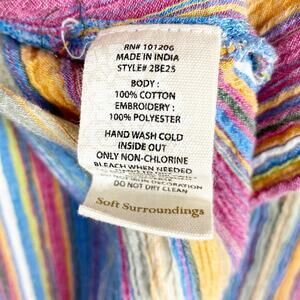 RN# 101206
MADE IN INDIA
STYLE# 2BE25
BODY:
100% COTTON
EMBROIDERY:
100% POLYESTER
HAND WASH COLD
INSIDE OUT
ONLY NON-CHLORINE
BLEACH WHEN NEEDED
DECORATION
DO NOT DRY CLEAN
Soft Surroundings